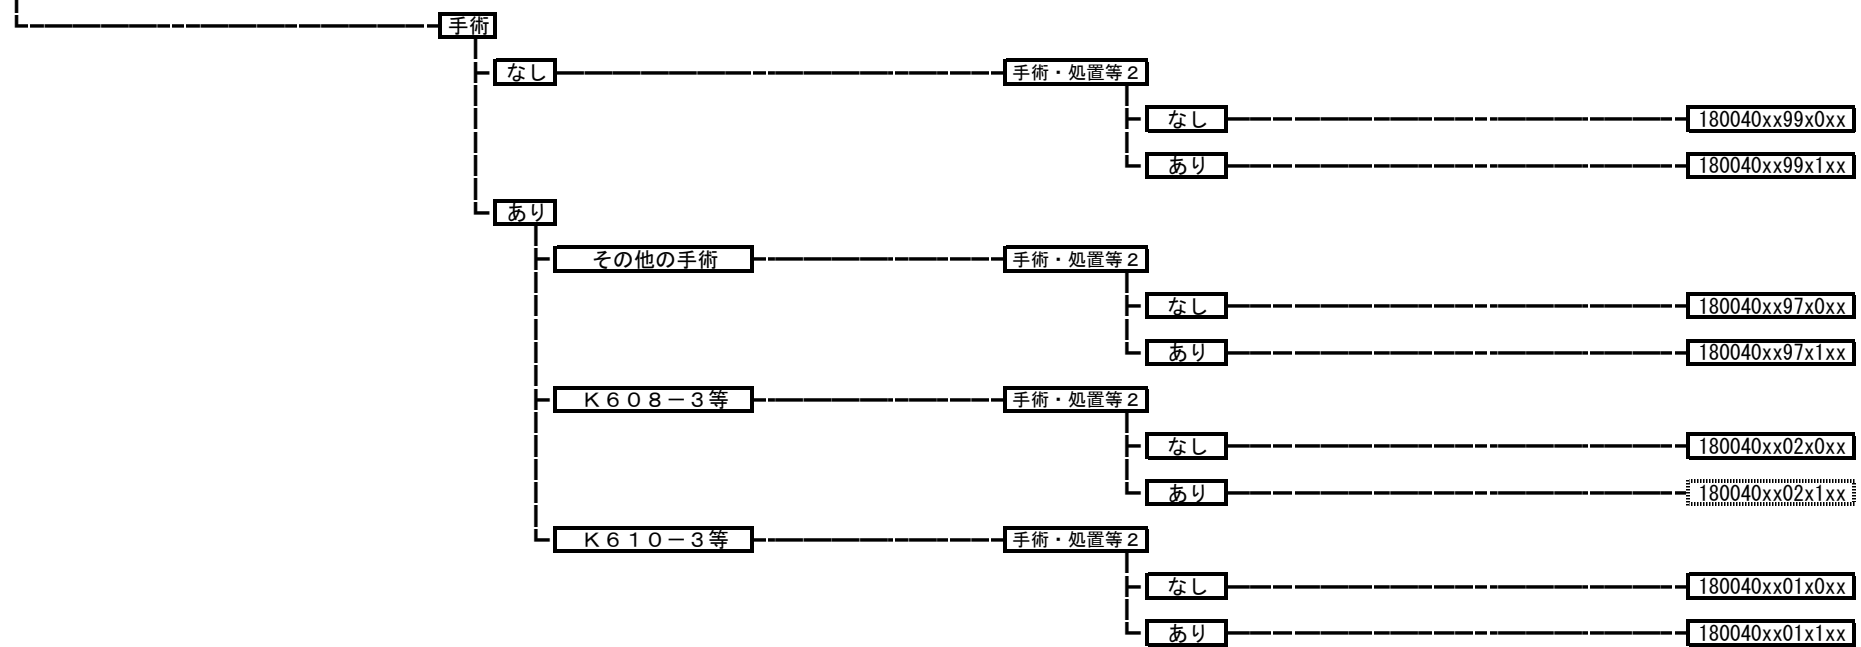 手術
なし
手術・処置等2
なし
180040xx99x0xx
あり
180040xx99x1xx
あり
その他の手術
手術・処置等2
なし
180040xx97x0xx
あり
180040xx97x1xx
K608－3等
手術・処置等2
なし
180040xx02x0xx
あり
180040xx02x1xx
K610－3等
手術・処置等2
なし
180040xx01x0xx
あり
180040xx01x1xx